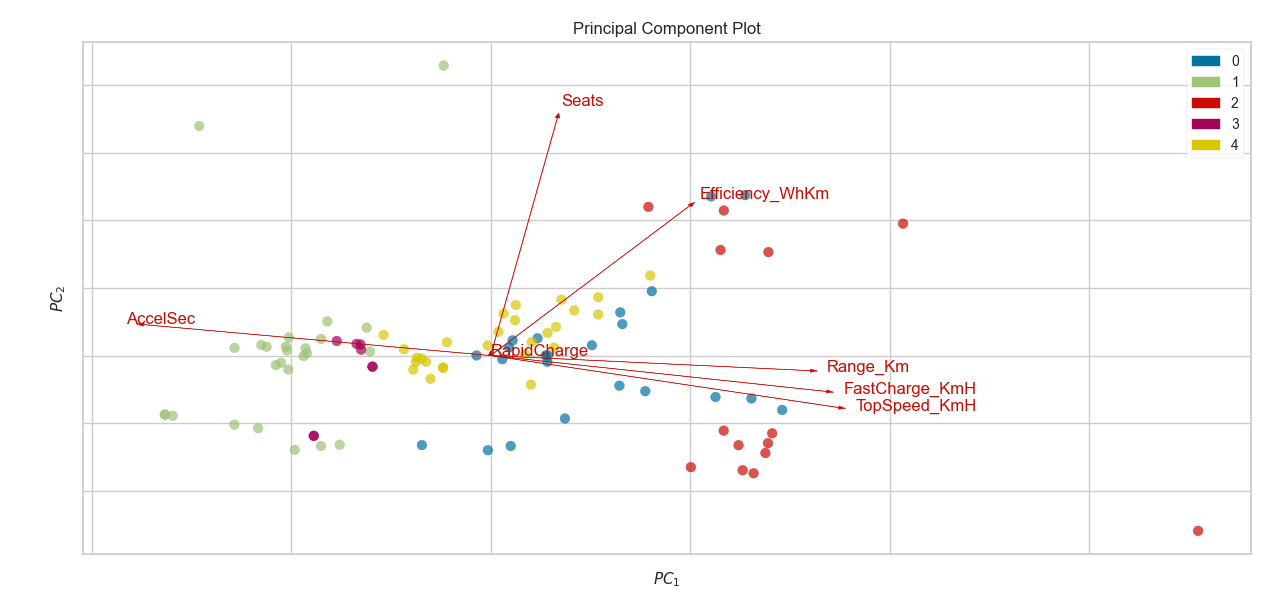 Principal Component Plot
0
1
2
3
4
Seats
Efficiency_WhKm
AccelSec
RapidCharge
Range_Km
FastCharge_KmH
TopSpeed_KmH
PC2
PC1